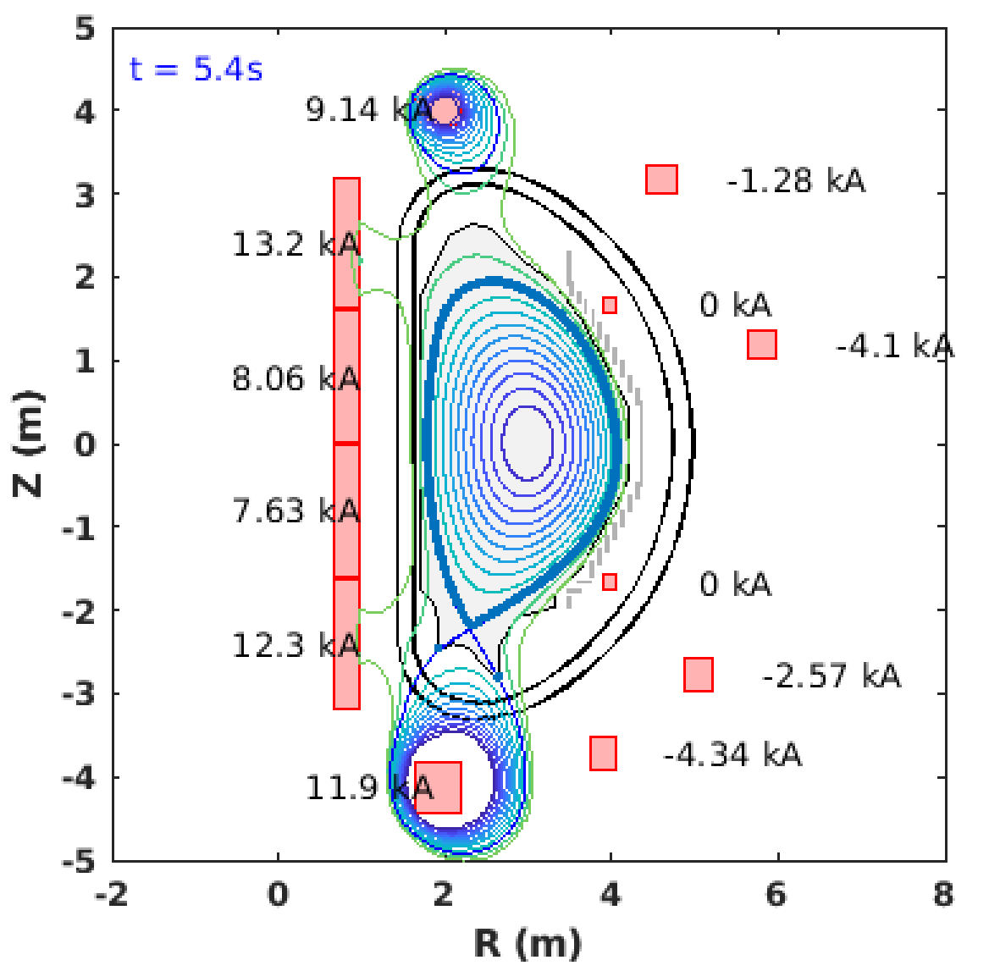 5
t = 5.4s
4
9.14 kA
3
-1.28 kA
13.2 kA
2
0 kA
1
-4.1 kA
8.06 kA
Z (m)
0
7.63 kA
-1
0 kA
-2
12.3 kA
-2.57 kA
-3
-4.34 kA
-4
11.9 kA
-5
-2 0 2 4 6 8
R (m)